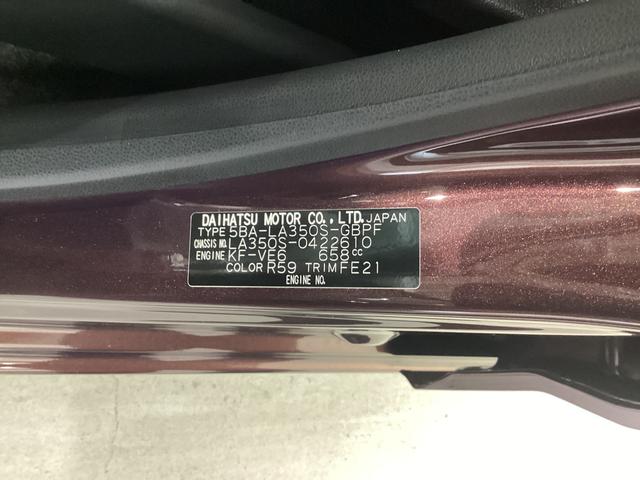 DAIHATSU MOTOR CO.,LTD. JAPAN
TYPE 5BA-LA350S-GBPF
CHASSIS NO. LA350S-0422610
ENGINE KF-VE6 658cc
COLOR R59 TRIM FE21
ENGINE NO.